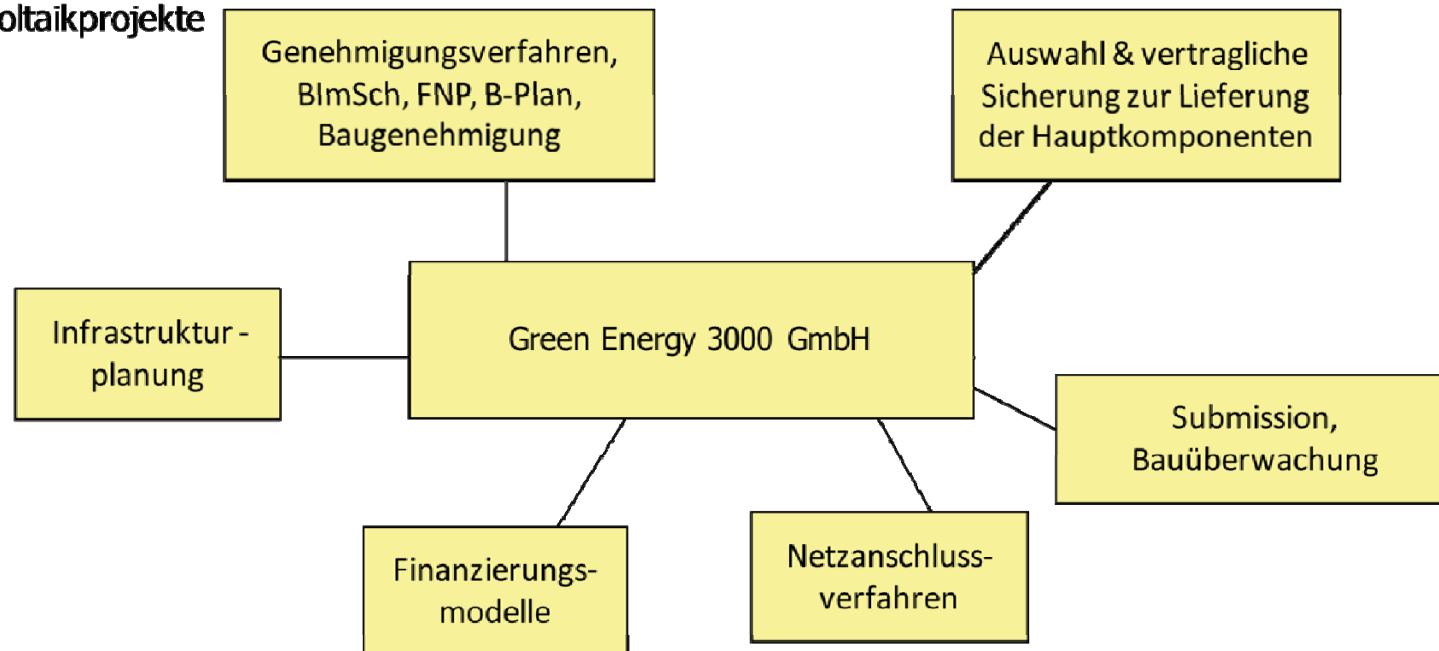 oltaikprojekte
Genehmigungsverfahren,
BImSch, FNP, B-Plan,
Baugenehmigung
Auswahl & vertragliche
Sicherung zur Lieferung
der Hauptkomponenten
Infrastruktur-
planung
Green Energy 3000 GmbH
Submission,
Bauüberwachung
Finanzierungs-
modelle
Netzanschluss-
verfahren